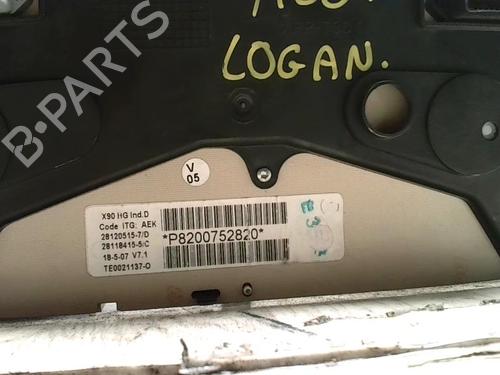 LOGAN.
B-PARTS
V
05
X90 HG Ind.D
Code ITG: AEK
28120515-7/D
28118415-5/C
18-5-07 V7.1
TE0021137-O
*P8200752820*